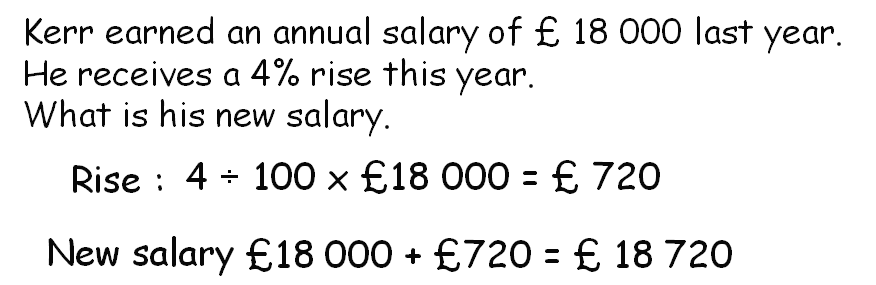 Kerr earned an annual salary of £ 18 000 last year.
He receives a 4% rise this year.
What is his new salary.
Rise : 4 ÷ 100 x £18 000 = £ 720
New salary £18 000 + £720 = £ 18 720